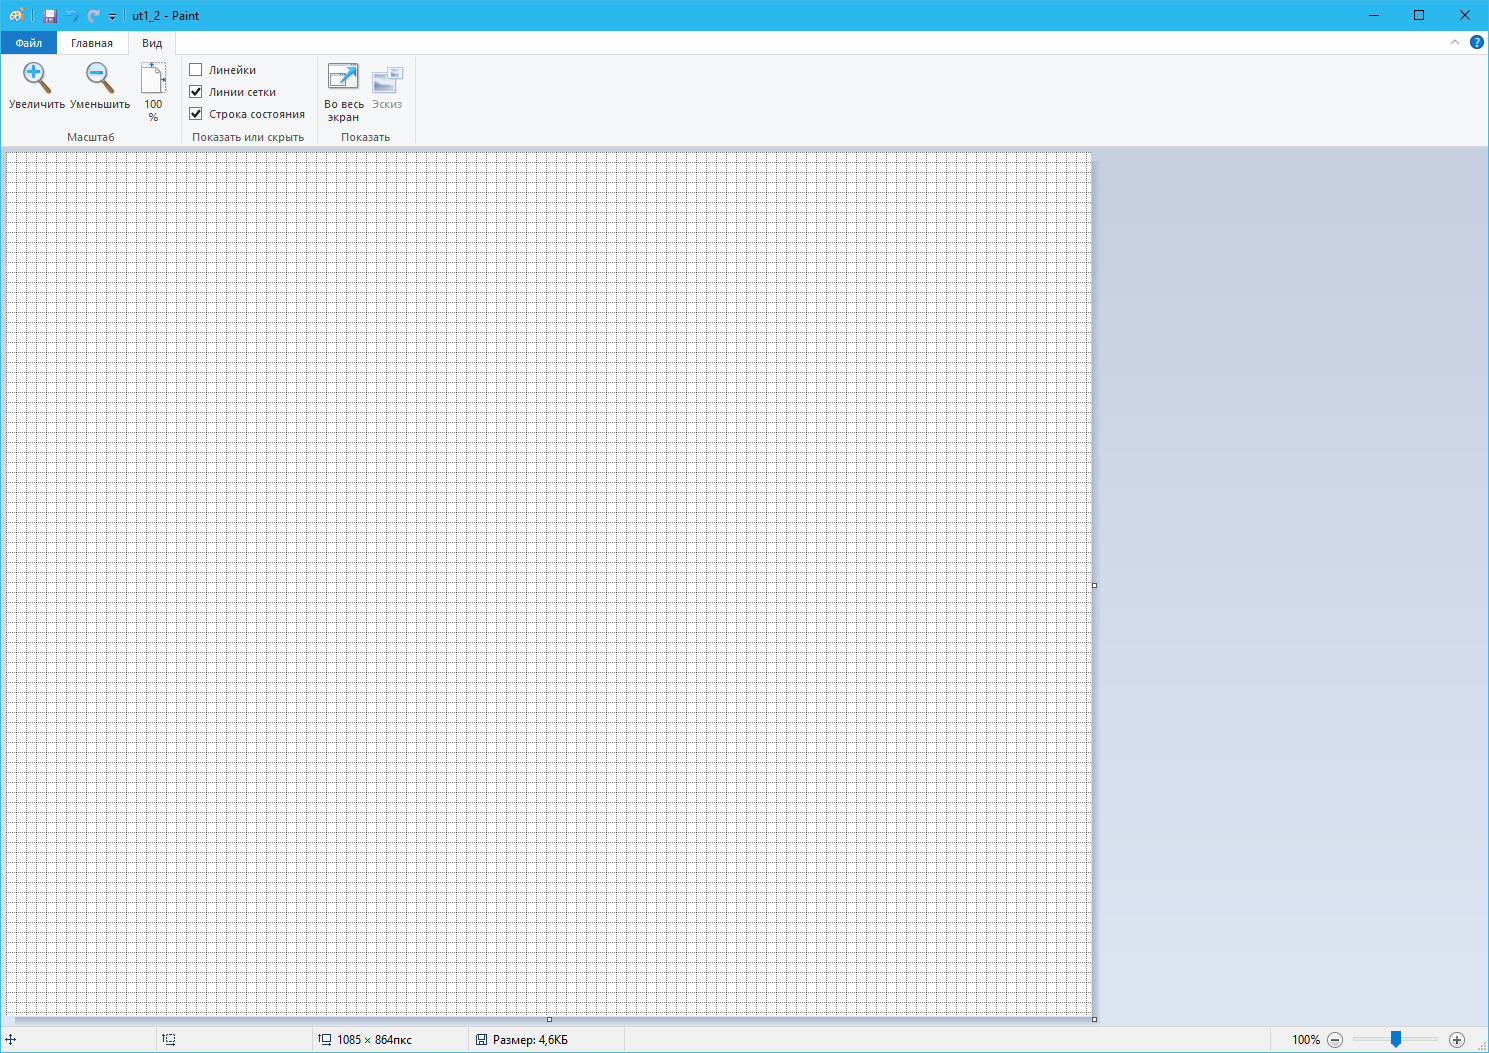 ut1_2 - Paint
Файл Главная Вид
Увеличить Уменьшить 100 %
Масштаб
Линейки
Линии сетки
Строка состояния
Показать или скрыть
Во весь экран
Эскиз
Показать
1085 × 864пкс
Размер: 4,6КБ
100%